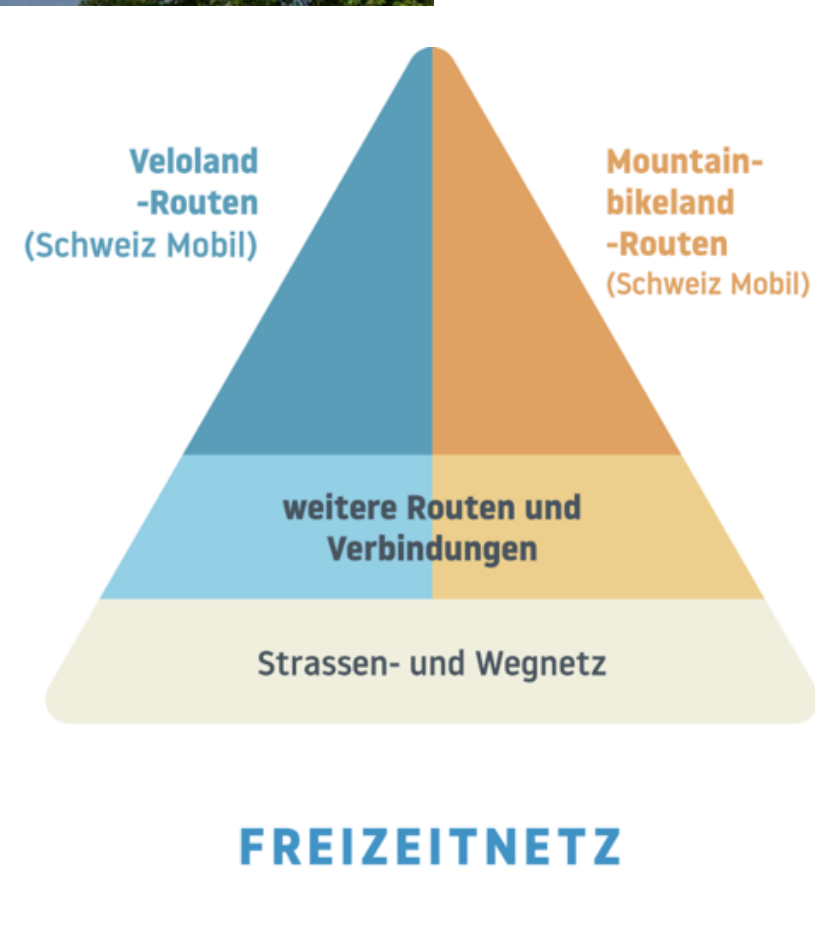 Veloland
-Routen
(Schweiz Mobil)
Mountain-
bikeland
-Routen
(Schweiz Mobil)
weitere Routen und
Verbindungen
Strassen- und Wegnetz
FREIZEITNETZ